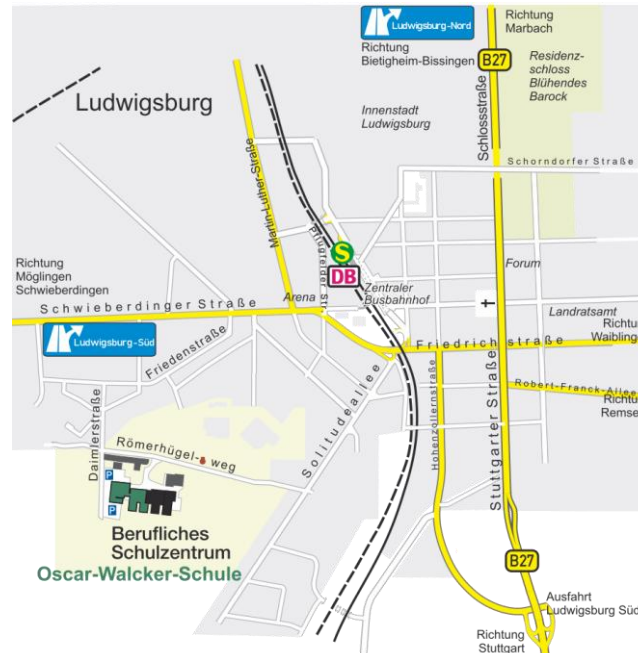 Ludwigsburg-Nord
Richtung
Bietigheim-Bissingen
Richtung
Marbach
B27
Residenz-
schloss
Blühendes
Barock
Ludwigsburg
Innenstadt
Ludwigsburg
Schlossstraße
Schorndorfer Straße
Martin-Luther-Straße
Pflugfelder Str.
S
DB
Zentraler
Busbahnhof
Forum
Richtung
Möglingen
Schwieberdingen
Arena
Schwieberdinger Straße
Landratsamt
Ludwigsburg-Süd
Friedenstraße
Friedrichstraße
Richtu
Waibling
Robert-Franck-Allee
Richtu
Remse
Solitudeallee
Hohenzollernstraße
Stuttgarter Straße
Daimlerstraße
Römerhügel-weg
P
P
Berufliches
Schulzentrum
Oscar-Walcker-Schule
B27
Ausfahrt
Ludwigsburg Süd
Richtung
Stuttgart